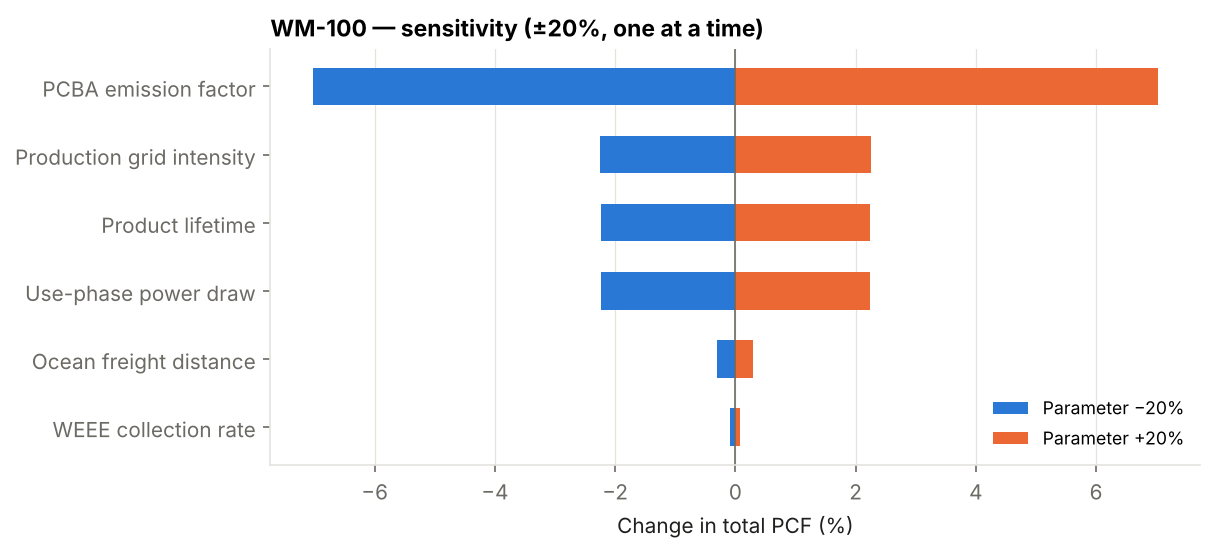 WM-100 — sensitivity (±20%, one at a time)
PCBA emission factor
Production grid intensity
Product lifetime
Use-phase power draw
Ocean freight distance
WEEE collection rate
Parameter −20%
Parameter +20%
−6 −4 −2 0 2 4 6
Change in total PCF (%)